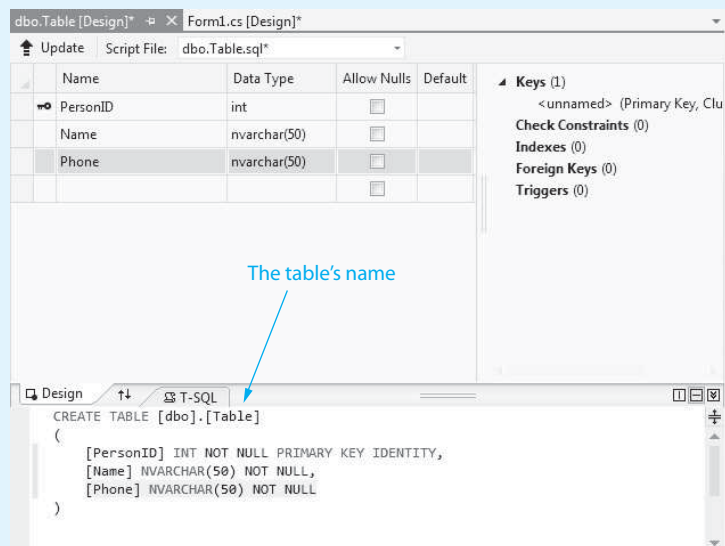 dbo.Table [Design]* Form1.cs [Design]*
Update Script File: dbo.Table.sql*
Name Data Type Allow Nulls Default
PersonID int
Name nvarchar(50)
Phone nvarchar(50)
Keys (1)
<unnamed> (Primary Key, Clu
Check Constraints (0)
Indexes (0)
Foreign Keys (0)
Triggers (0)
The table's name
Design T-SQL
CREATE TABLE [dbo].[Table]
(
[PersonID] INT NOT NULL PRIMARY KEY IDENTITY,
[Name] NVARCHAR(50) NOT NULL,
[Phone] NVARCHAR(50) NOT NULL
)